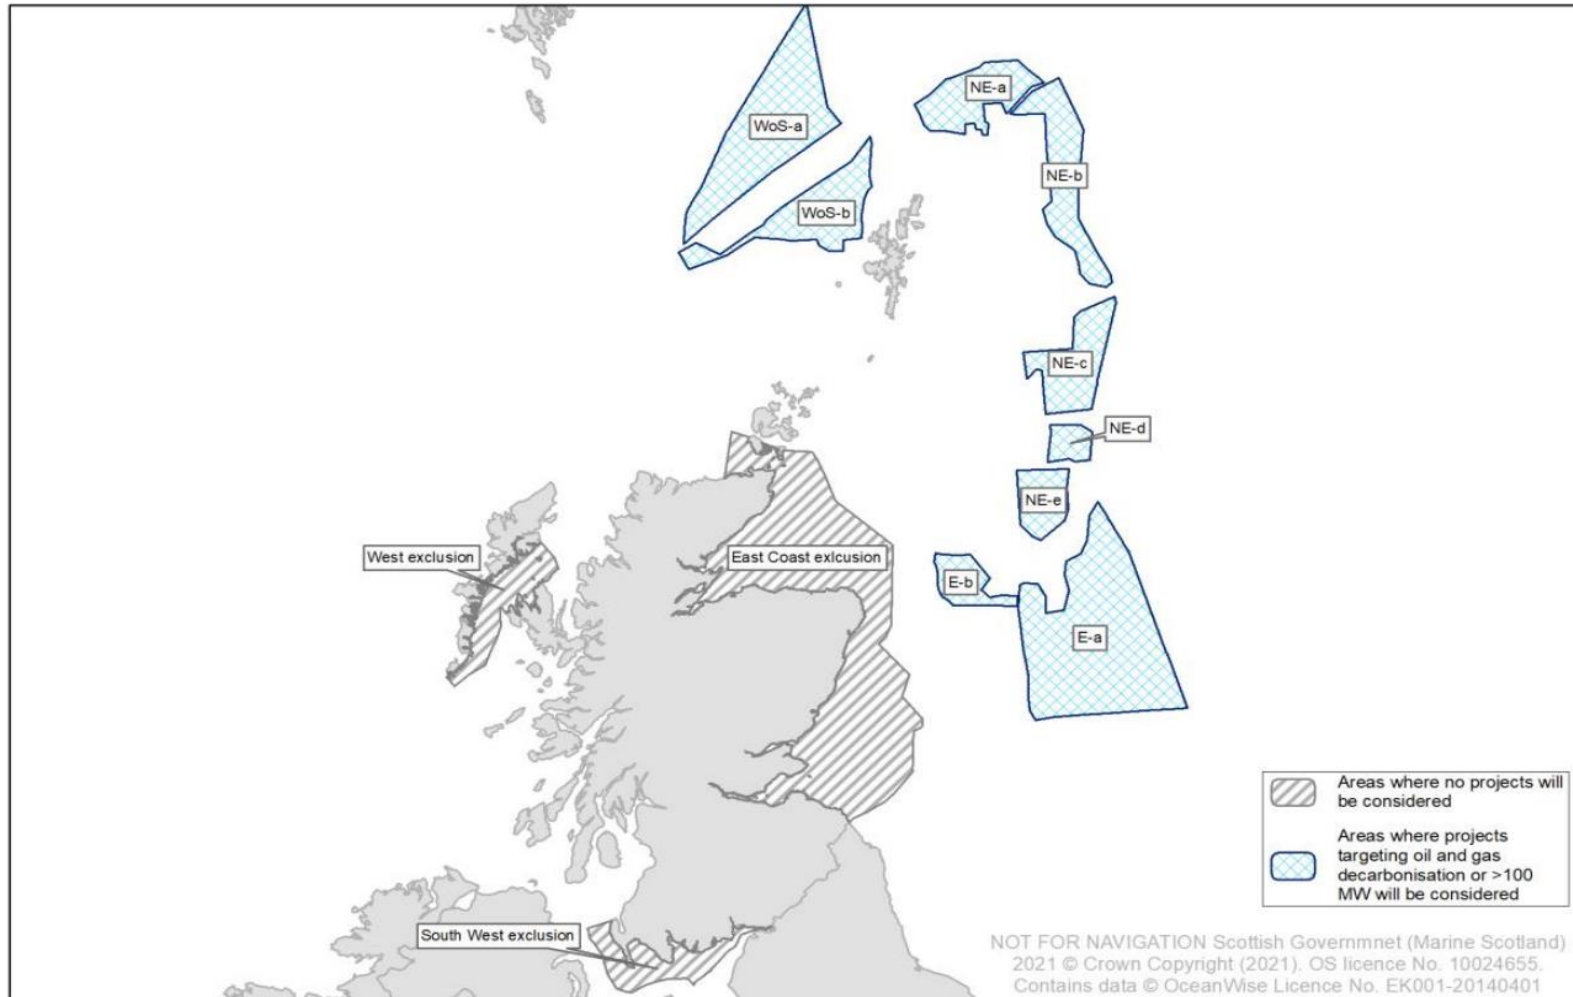 NE-a
WoS-a
NE-b
WoS-b
NE-c
NE-d
NE-e
West exclusion
East Coast exlcusion
E-b
E-a
Areas where no projects will
be considered
Areas where projects
targeting oil and gas
decarbonisation or >100
MW will be considered
South West exclusion
NOT FOR NAVIGATION Scottish Governmnet (Marine Scotland)
2021 © Crown Copyright (2021). OS licence No. 10024655.
Contains data © OceanWise Licence No. EK001-20140401